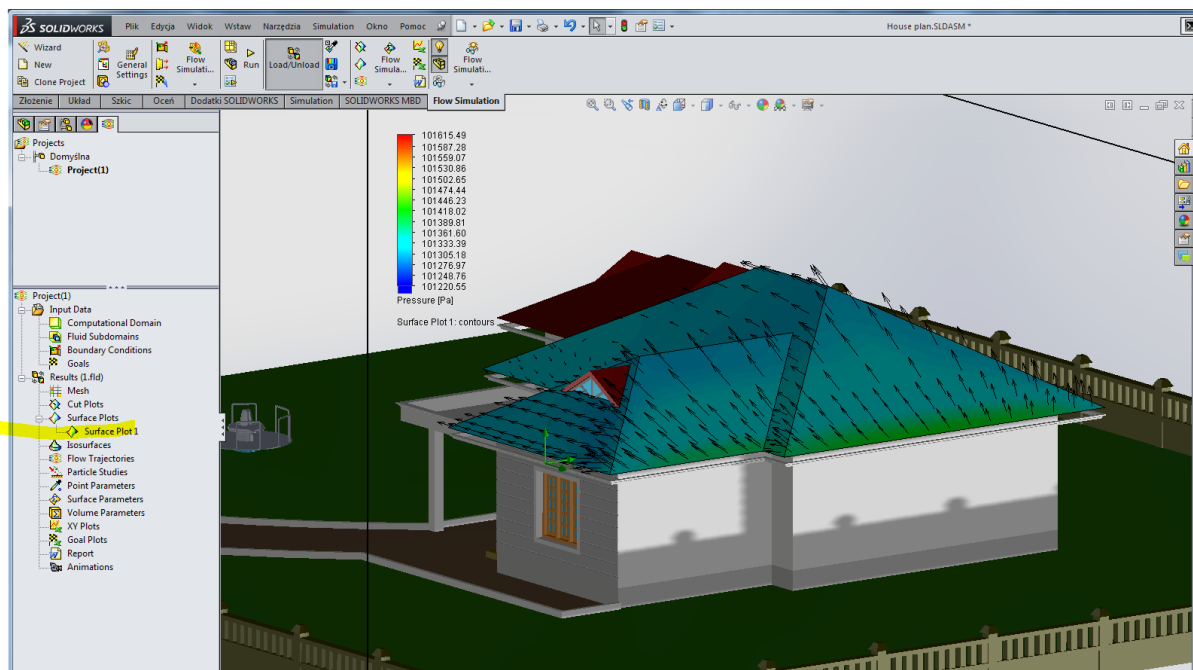 SOLIDWORKS Plik Edycja Widok Wstaw Narzędzia Simulation Okno Pomoc House plan.SLDASM *
Wizard
New
Clone Project
General Settings
Flow Simulati...
Run
Load/Unload
Flow Simula...
Flow Simulati...
Złożenie Układ Szkic Oceń Dodatki SOLIDWORKS Simulation SOLIDWORKS MBD Flow Simulation
Projects
Domyślna
Project(1)
101615.49
101587.28
101559.07
101530.86
101502.65
101474.44
101446.23
101418.02
101389.81
101361.60
101333.39
101305.18
101276.97
101248.76
101220.55
Pressure [Pa]
Surface Plot 1: contours
Project(1)
Input Data
Computational Domain
Fluid Subdomains
Boundary Conditions
Goals
Results (1.fld)
Mesh
Cut Plots
Surface Plots
Surface Plot 1
Isosurfaces
Flow Trajectories
Particle Studies
Point Parameters
Surface Parameters
Volume Parameters
XY Plots
Goal Plots
Report
Animations